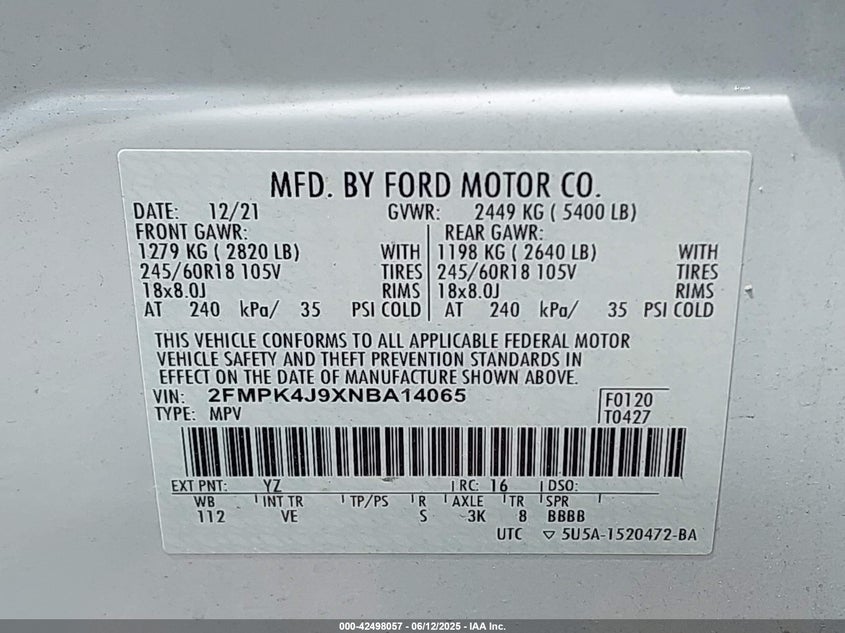 MFD. BY FORD MOTOR CO.
DATE: 12/21 GVWR: 2449 KG ( 5400 LB)
FRONT GAWR: REAR GAWR:
1279 KG ( 2820 LB) WITH 1198 KG ( 2640 LB) WITH
245/60R18 105V TIRES 245/60R18 105V TIRES
18x8.0J RIMS 18x8.0J RIMS
AT 240 kPa/ 35 PSI COLD AT 240 kPa/ 35 PSI COLD
THIS VEHICLE CONFORMS TO ALL APPLICABLE FEDERAL MOTOR
VEHICLE SAFETY AND THEFT PREVENTION STANDARDS IN
EFFECT ON THE DATE OF MANUFACTURE SHOWN ABOVE.
VIN: 2FMPK4J9XNBA14065 F0120
TYPE: MPV T0427
EXT PNT: YZ RC: 16 DSO:
WB INT TR TP/PS R AXLE TR SPR
112 VE S 3K 8 BBBB
UTC ▽ 5U5A-1520472-BA
000-42498057 - 06/12/2025 - IAA Inc.